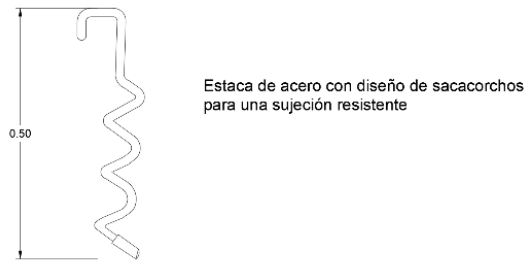 Estaca de acero con diseño de sacacorchos
para una sujeción resistente
0.50